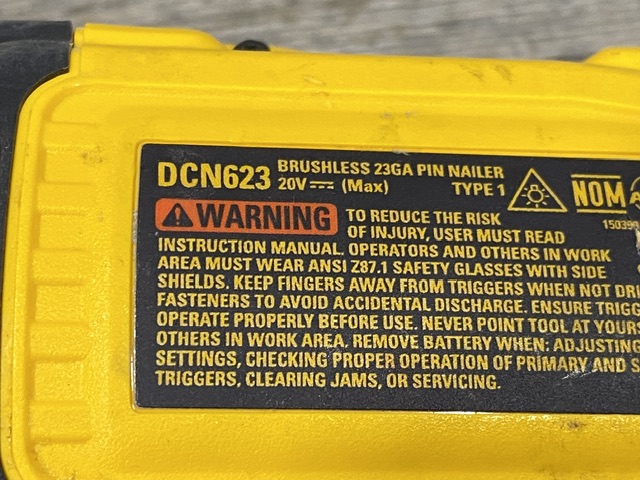 DCN623 BRUSHLESS 23GA PIN NAILER
20V⎓ (Max) TYPE 1
NOM
150390
WARNING TO REDUCE THE RISK
OF INJURY, USER MUST READ
INSTRUCTION MANUAL. OPERATORS AND OTHERS IN WORK
AREA MUST WEAR ANSI Z87.1 SAFETY GLASSES WITH SIDE
SHIELDS. KEEP FINGERS AWAY FROM TRIGGERS WHEN NOT DRI
FASTENERS TO AVOID ACCIDENTAL DISCHARGE. ENSURE TRIGG
OPERATE PROPERLY BEFORE USE. NEVER POINT TOOL AT YOUR
OTHERS IN WORK AREA. REMOVE BATTERY WHEN: ADJUSTING
SETTINGS, CHECKING PROPER OPERATION OF PRIMARY AND S
TRIGGERS, CLEARING JAMS, OR SERVICING.